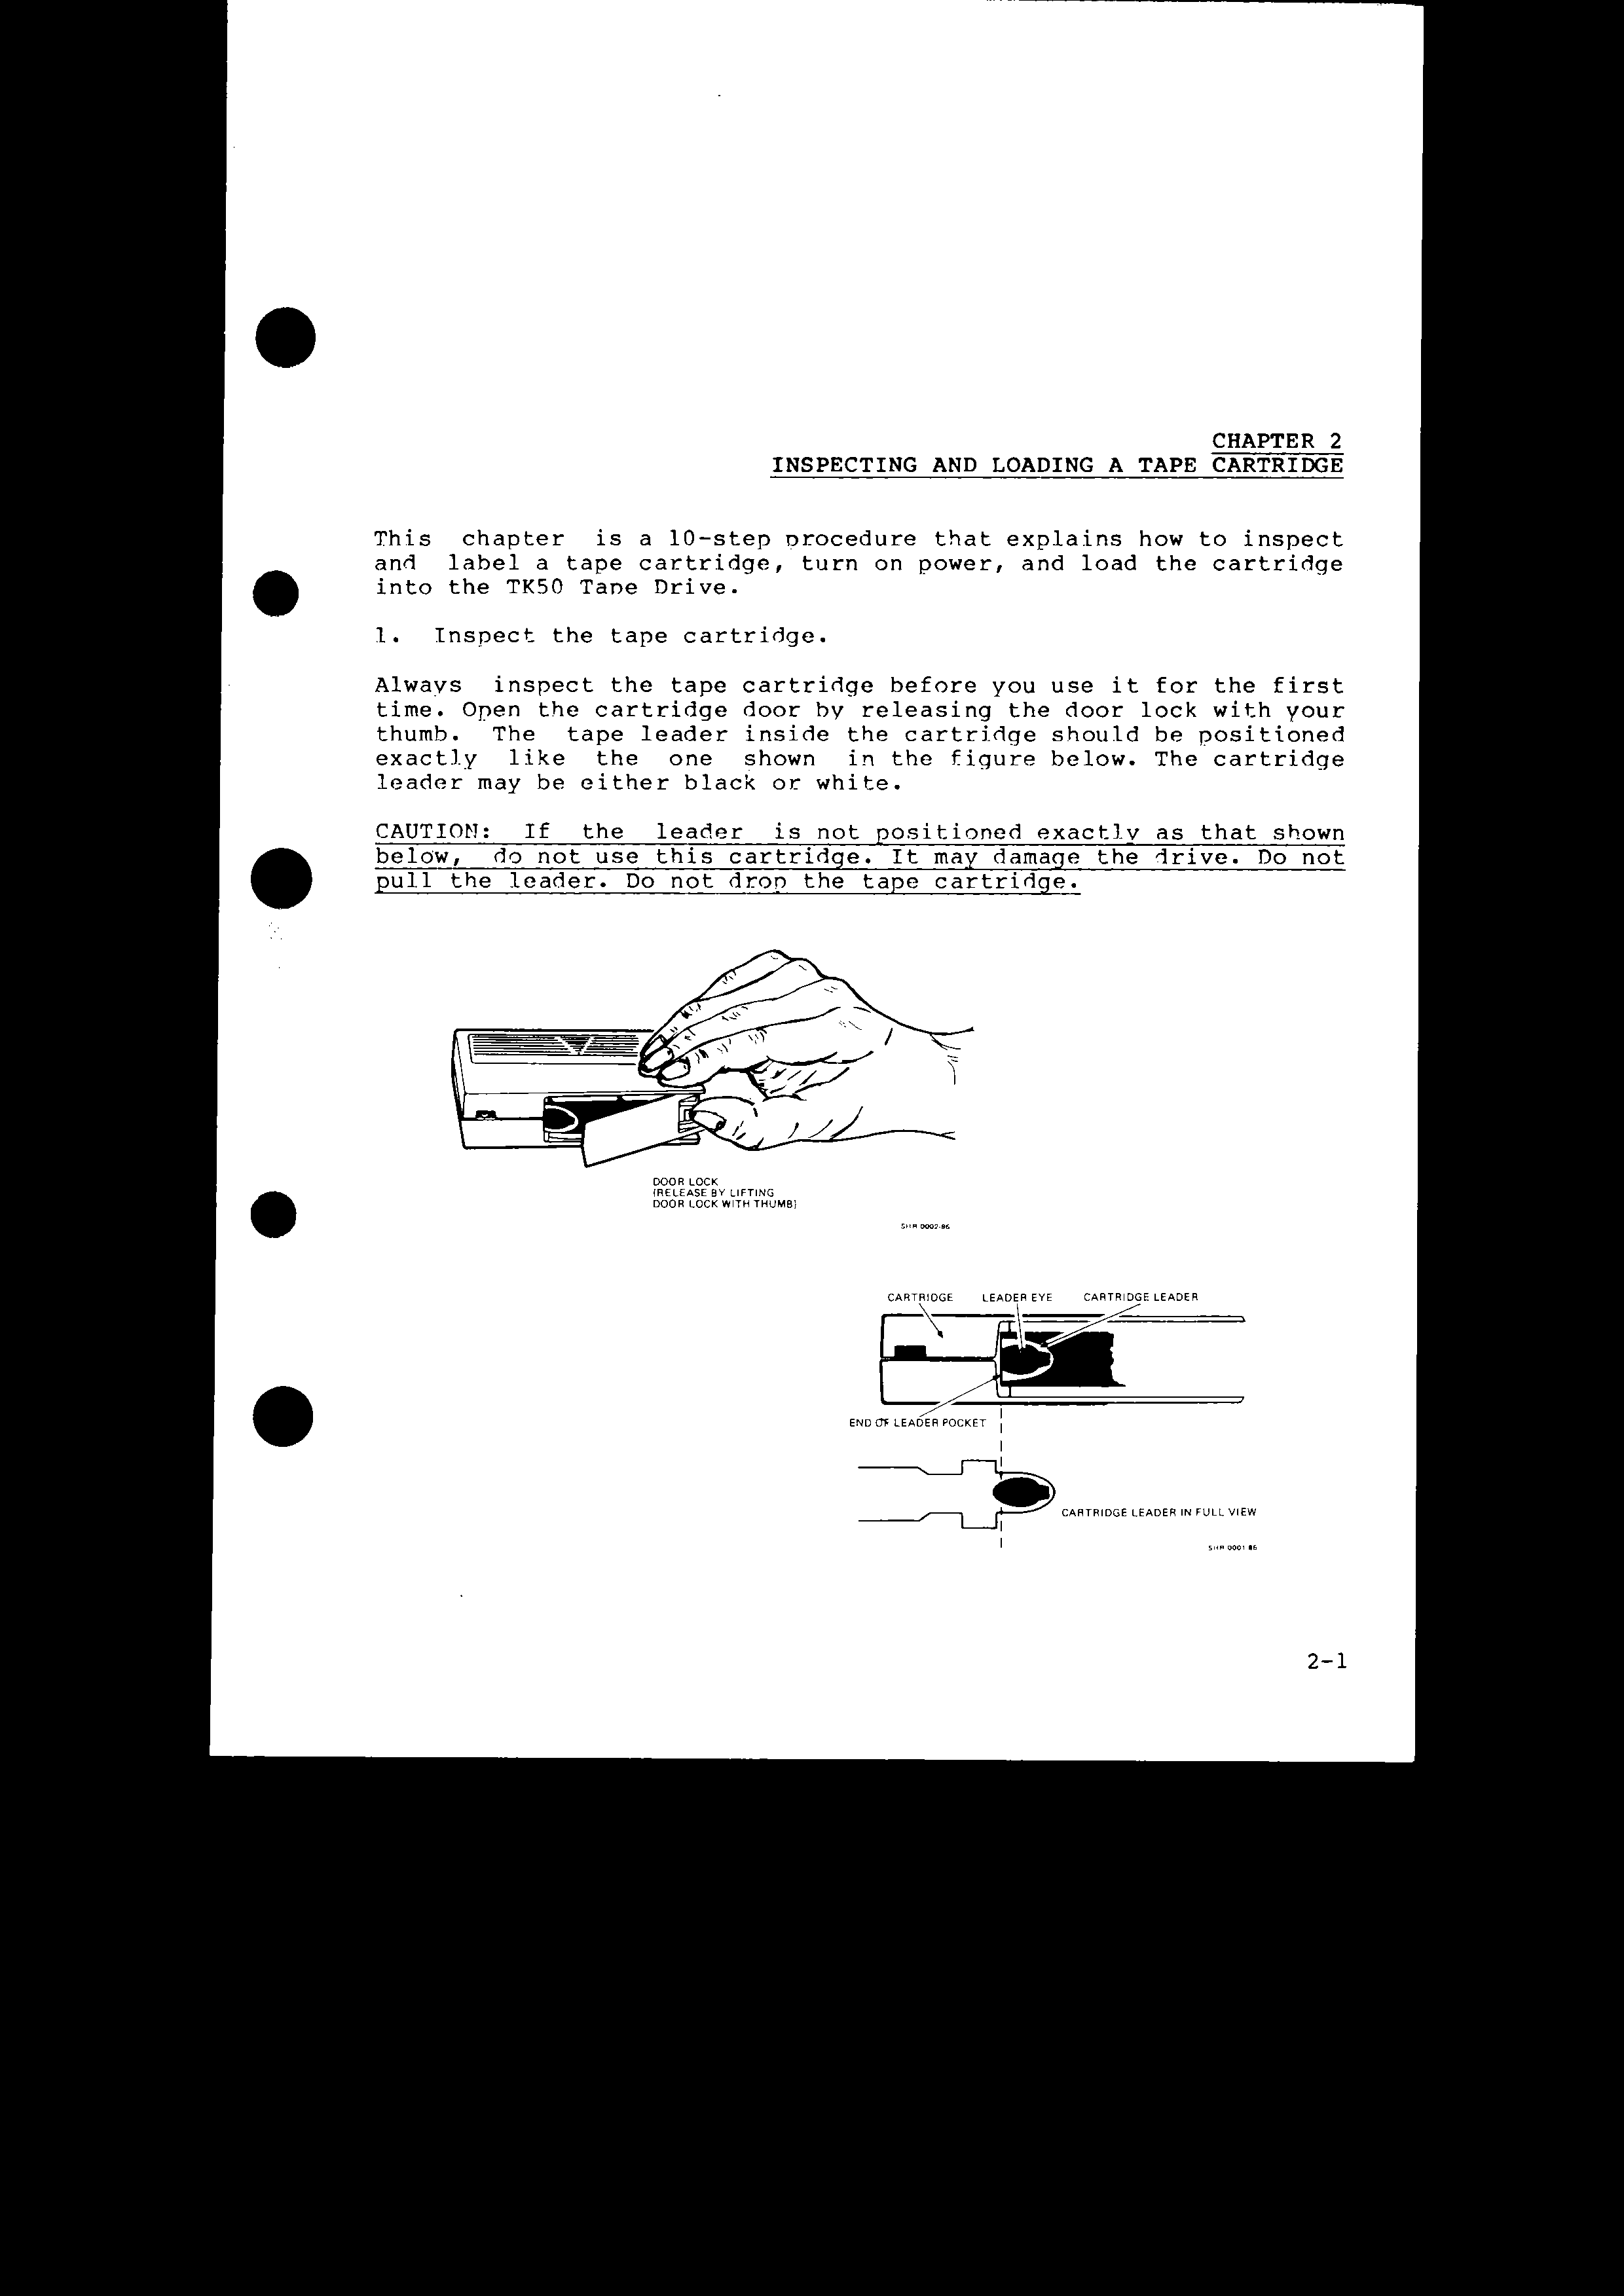 CHAPTER 2
INSPECTING AND LOADING A TAPE CARTRIDGE
This chapter is a 10-step procedure that explains how to inspect
and label a tape cartridge, turn on power, and load the cartridge
into the TK50 Tape Drive.
1. Inspect the tape cartridge.
Always inspect the tape cartridge before you use it for the first
time. Open the cartridge door by releasing the door lock with your
thumb. The tape leader inside the cartridge should be positioned
exactly like the one shown in the figure below. The cartridge
leader may be either black or white.
CAUTION: If the leader is not positioned exactly as that shown
below, do not use this cartridge. It may damage the drive. Do not
pull the leader. Do not drop the tape cartridge.
DOOR LOCK
(RELEASE BY LIFTING
DOOR LOCK WITH THUMB)
SHR 0002-86
CARTRIDGE LEADER EYE CARTRIDGE LEADER
END OF LEADER POCKET
CARTRIDGE LEADER IN FULL VIEW
SHR 0001 86
2-1